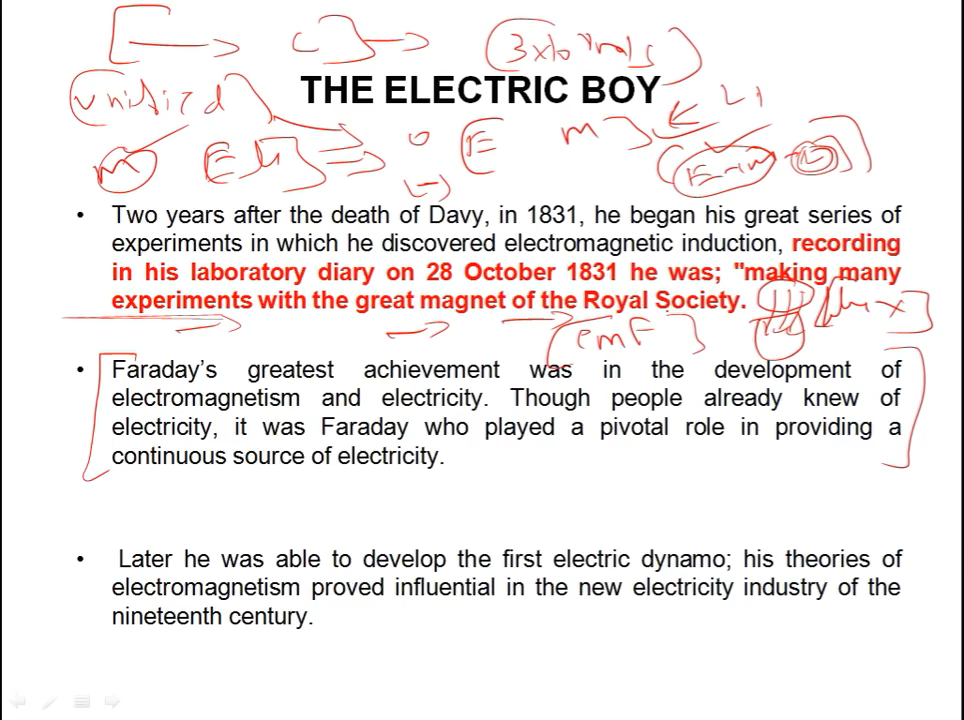 unified
THE ELECTRIC BOY
E m
m
• Two years after the death of Davy, in 1831, he began his great series of
experiments in which he discovered electromagnetic induction, recording
in his laboratory diary on 28 October 1831 he was; "making many
experiments with the great magnet of the Royal Society.
emf
• Faraday's greatest achievement was in the development of
electromagnetism and electricity. Though people already knew of
electricity, it was Faraday who played a pivotal role in providing a
continuous source of electricity.
• Later he was able to develop the first electric dynamo; his theories of
electromagnetism proved influential in the new electricity industry of the
nineteenth century.